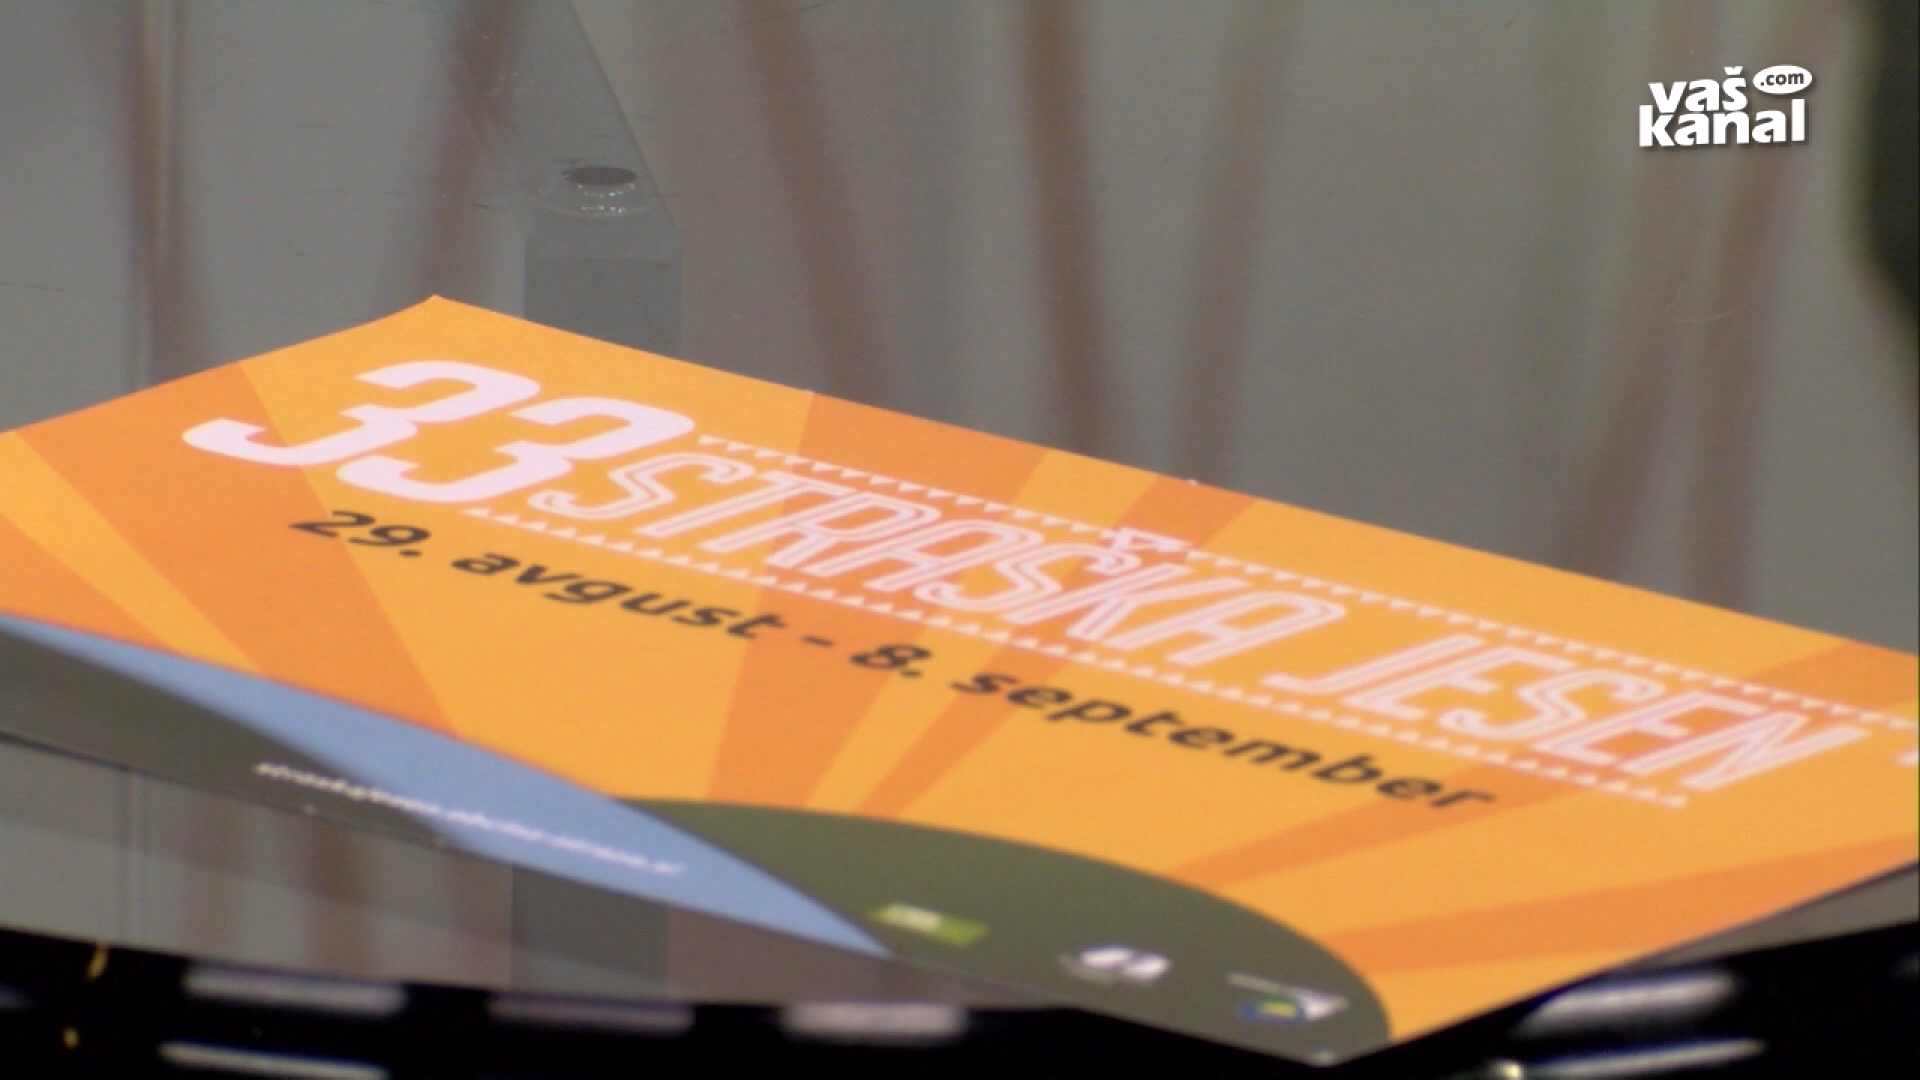 vaš .com
kanal
33 STRAŠKA JESEN
29. avgust - 8. september